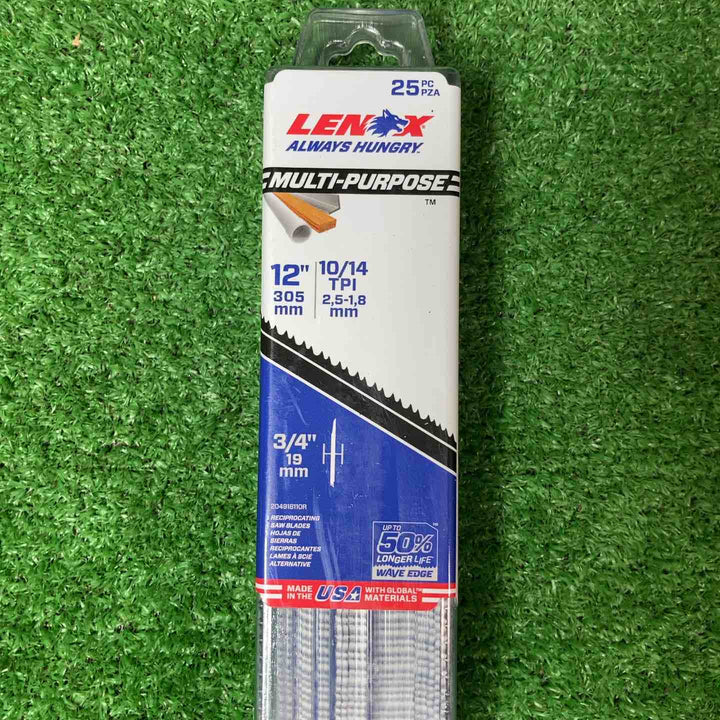 25 PC
PZA
LENOX
ALWAYS HUNGRY.
MULTI-PURPOSE
TM
12"
305
mm
10/14
TPI
2,5-1,8
mm
3/4"
19
mm
204918110R
RECIPROCATING
SAW BLADES
HOJAS DE
SIERRAS
RECIPROCANTES
LAMES À SCIE
ALTERNATIVE
UP TO
50%
LONGER LIFE
WAVE EDGE™
MADE
IN THE
USA
WITH GLOBAL
MATERIALS